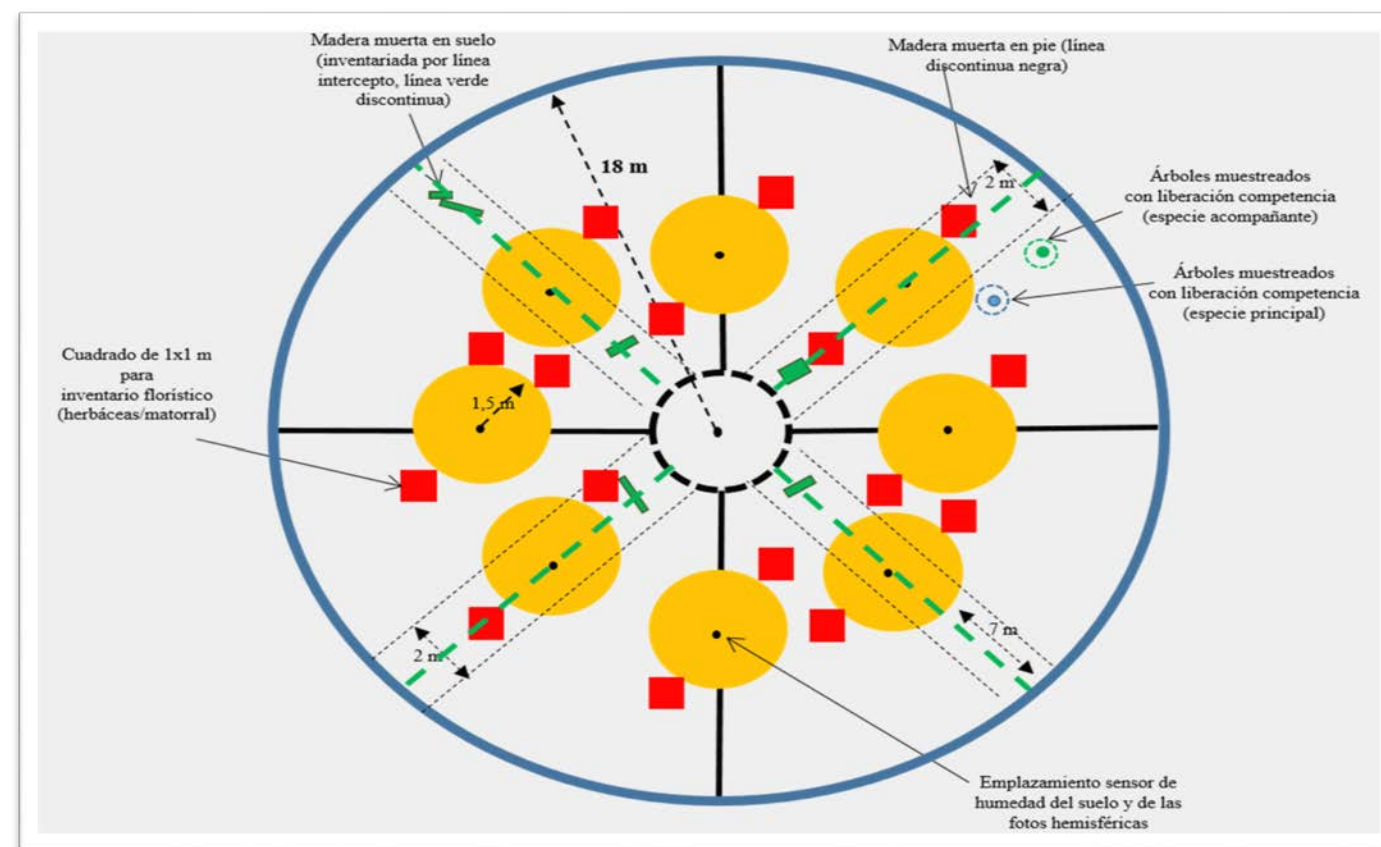 Madera muerta en suelo
(inventariada por línea
intercepto, línea verde
discontinua)
Madera muerta en pie (línea
discontinua negra)
18 m
2 m
Árboles muestreados
con liberación competencia
(especie acompañante)
Árboles muestreados
con liberación competencia
(especie principal)
Cuadrado de 1x1 m
para
inventario florístico
(herbáceas/matorral)
1,5 m
2 m
7 m
Emplazamiento sensor de
humedad del suelo y de las
fotos hemisféricas